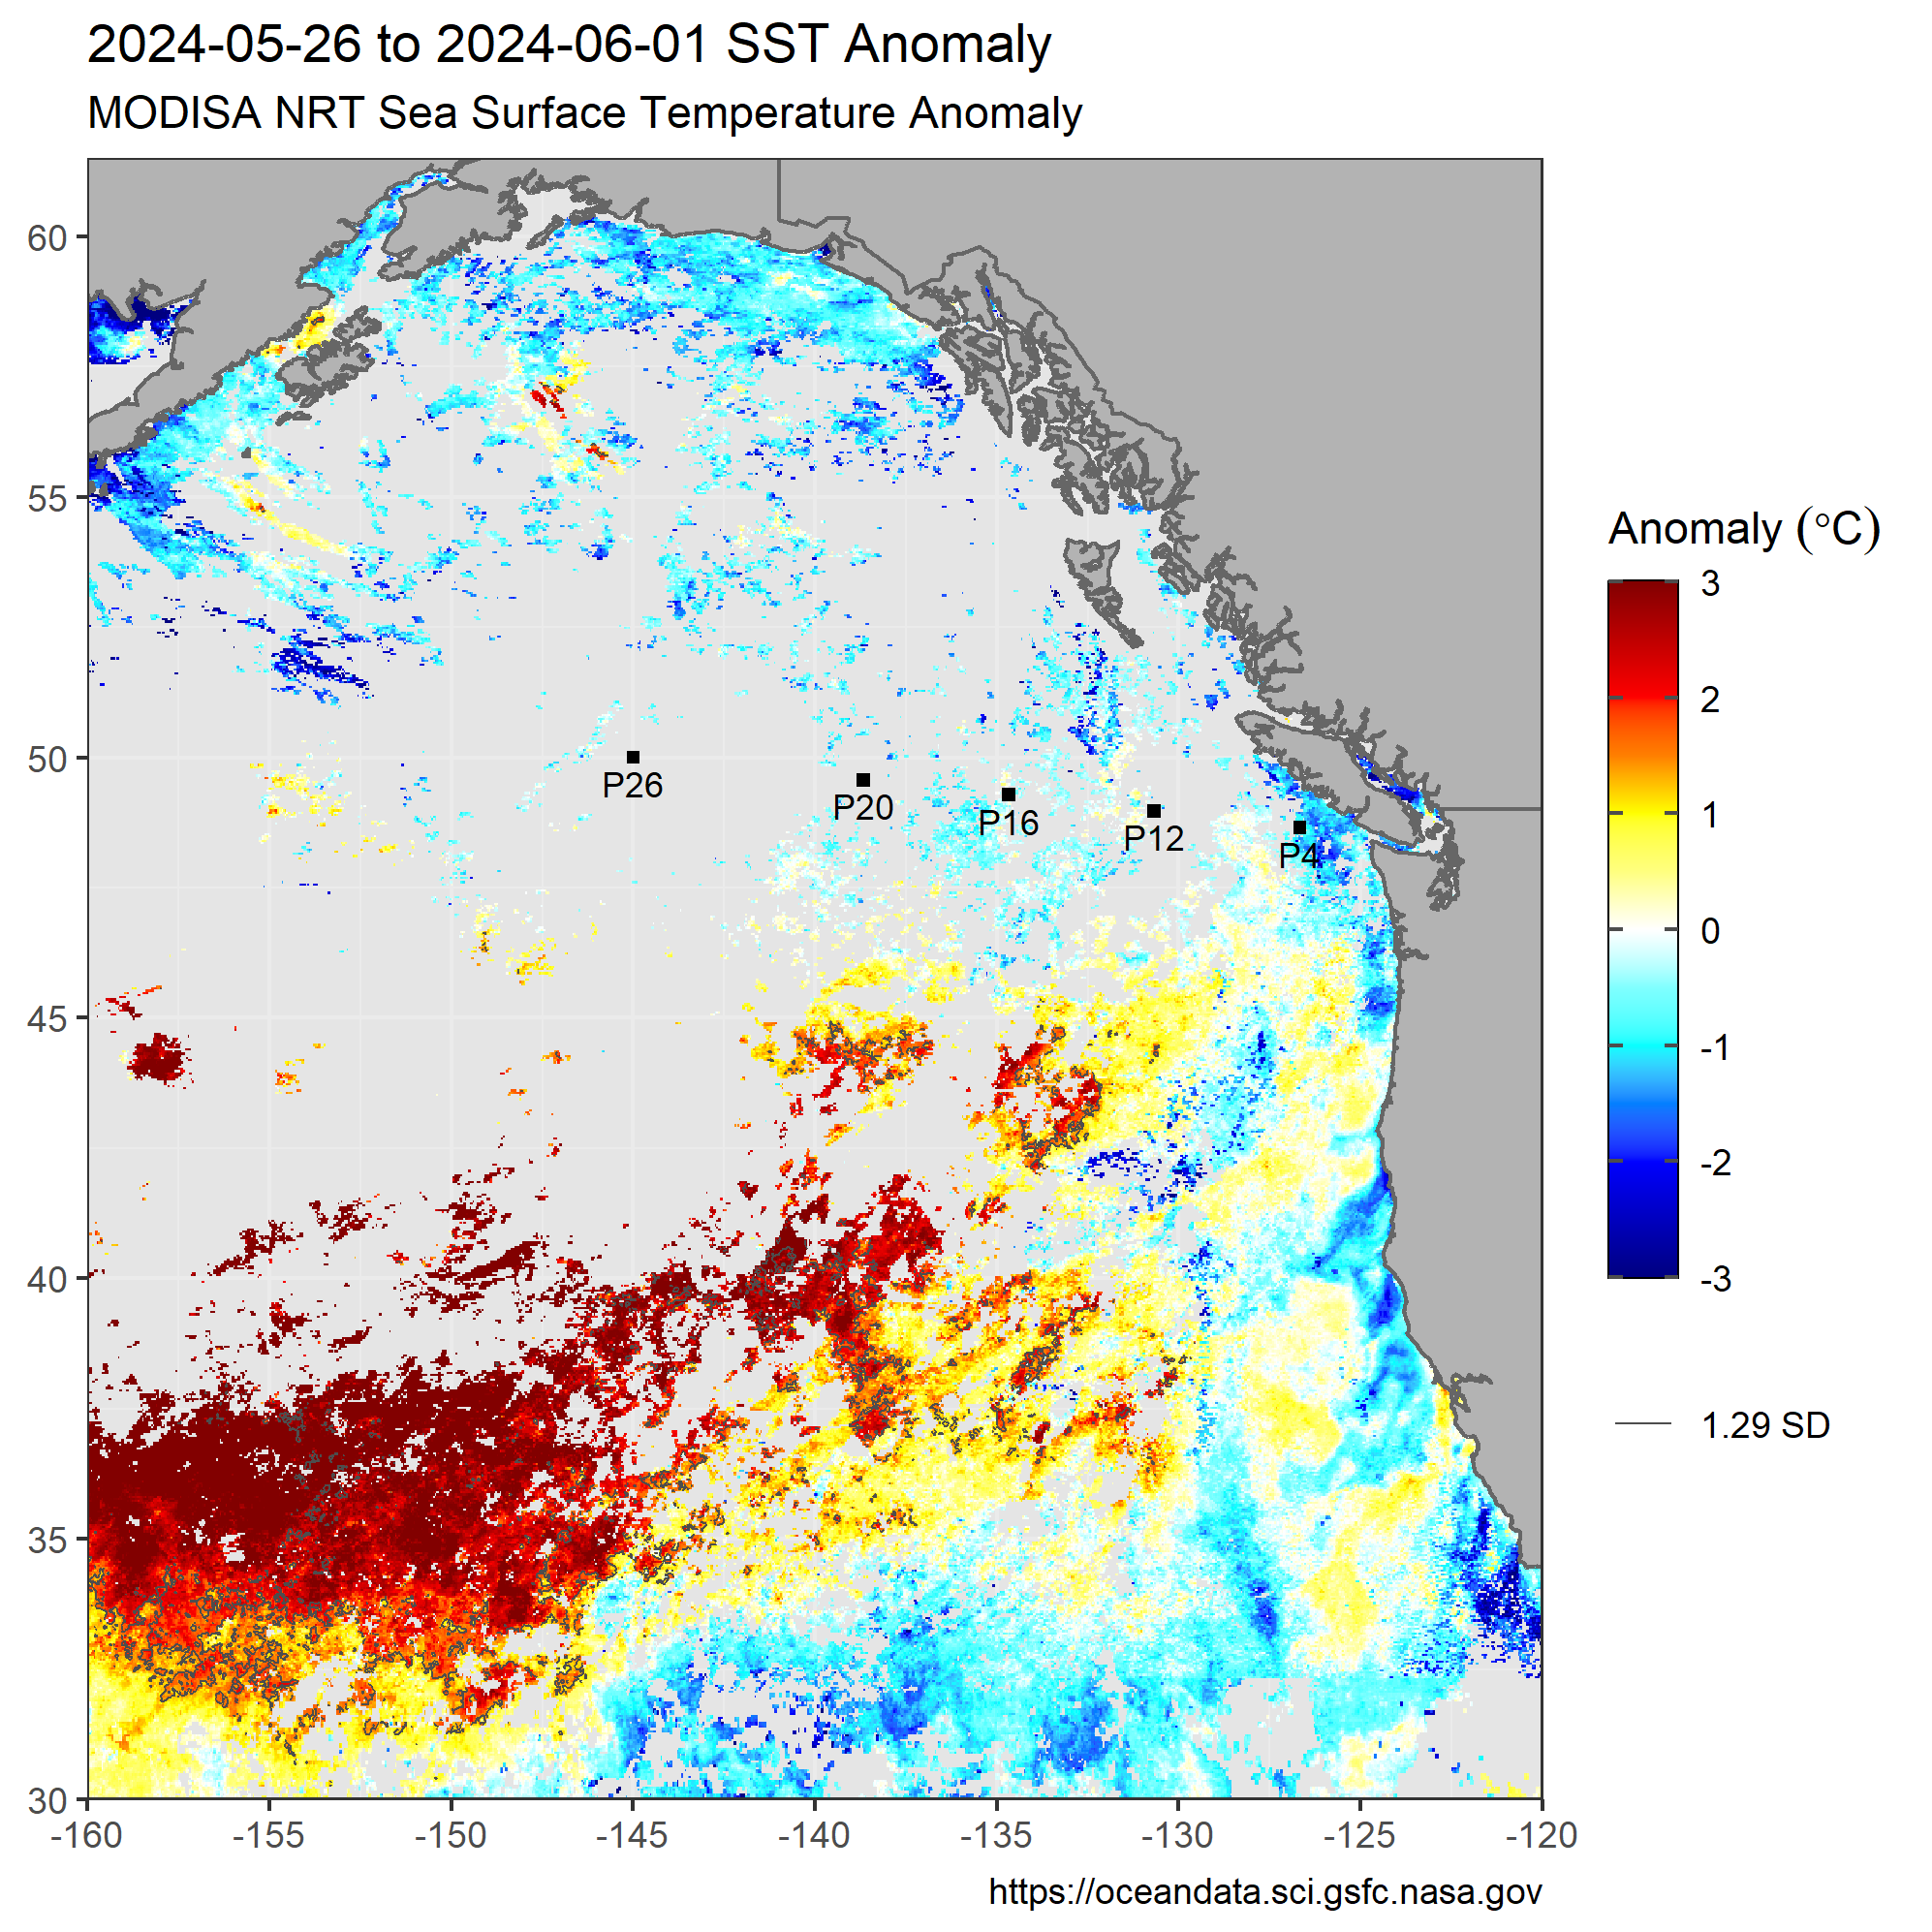 2024-05-26 to 2024-06-01 SST Anomaly
MODISA NRT Sea Surface Temperature Anomaly
60
55
50
45
40
35
30
-160
-155
-150
-145
-140
-135
-130
-125
-120
P26
P20
P16
P12
P4
Anomaly (°C)
3
2
1
0
-1
-2
-3
1.29 SD
https://oceandata.sci.gsfc.nasa.gov